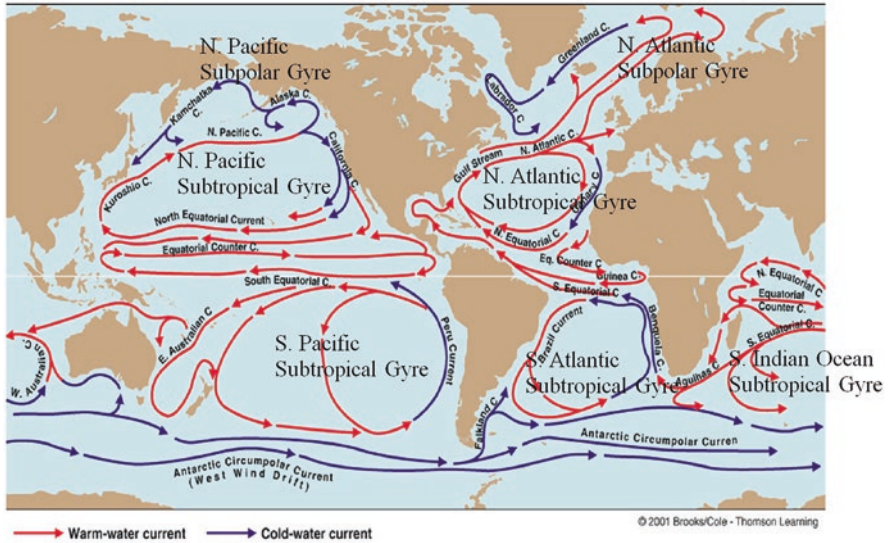 N. Pacific
Subpolar Gyre
N. Atlantic
Subpolar Gyre
Greenland C.
Labrador C.
Kamchatka
C.
Alaska C.
N. Pacific C.
California C.
Kuroshio C.
N. Pacific
Subtropical Gyre
Gulf Stream
N. Atlantic C.
N. Atlantic
Subtropical Gyre
North Equatorial Current
Equatorial Counter C.
South Equatorial C.
N. Equatorial C
Eq. Counter C
Guinea C.
S. Equatorial C
N. Equatorial C
Equatorial
Counter C.
S. Equatorial C.
E. Australian C
W. Australian C.
S. Pacific
Subtropical Gyre
Peru Current
Brazil Current
Benguela C.
S. Atlantic
Subtropical Gyre
Agulhas C
S. Indian Ocean
Subtropical Gyre
Falkland C.
Antarctic Circumpolar Curren
Antarctic Circumpolar Current
(West Wind Drift)
© 2001 Brooks/Cole - Thomson Learning
Warm-water current
Cold-water current